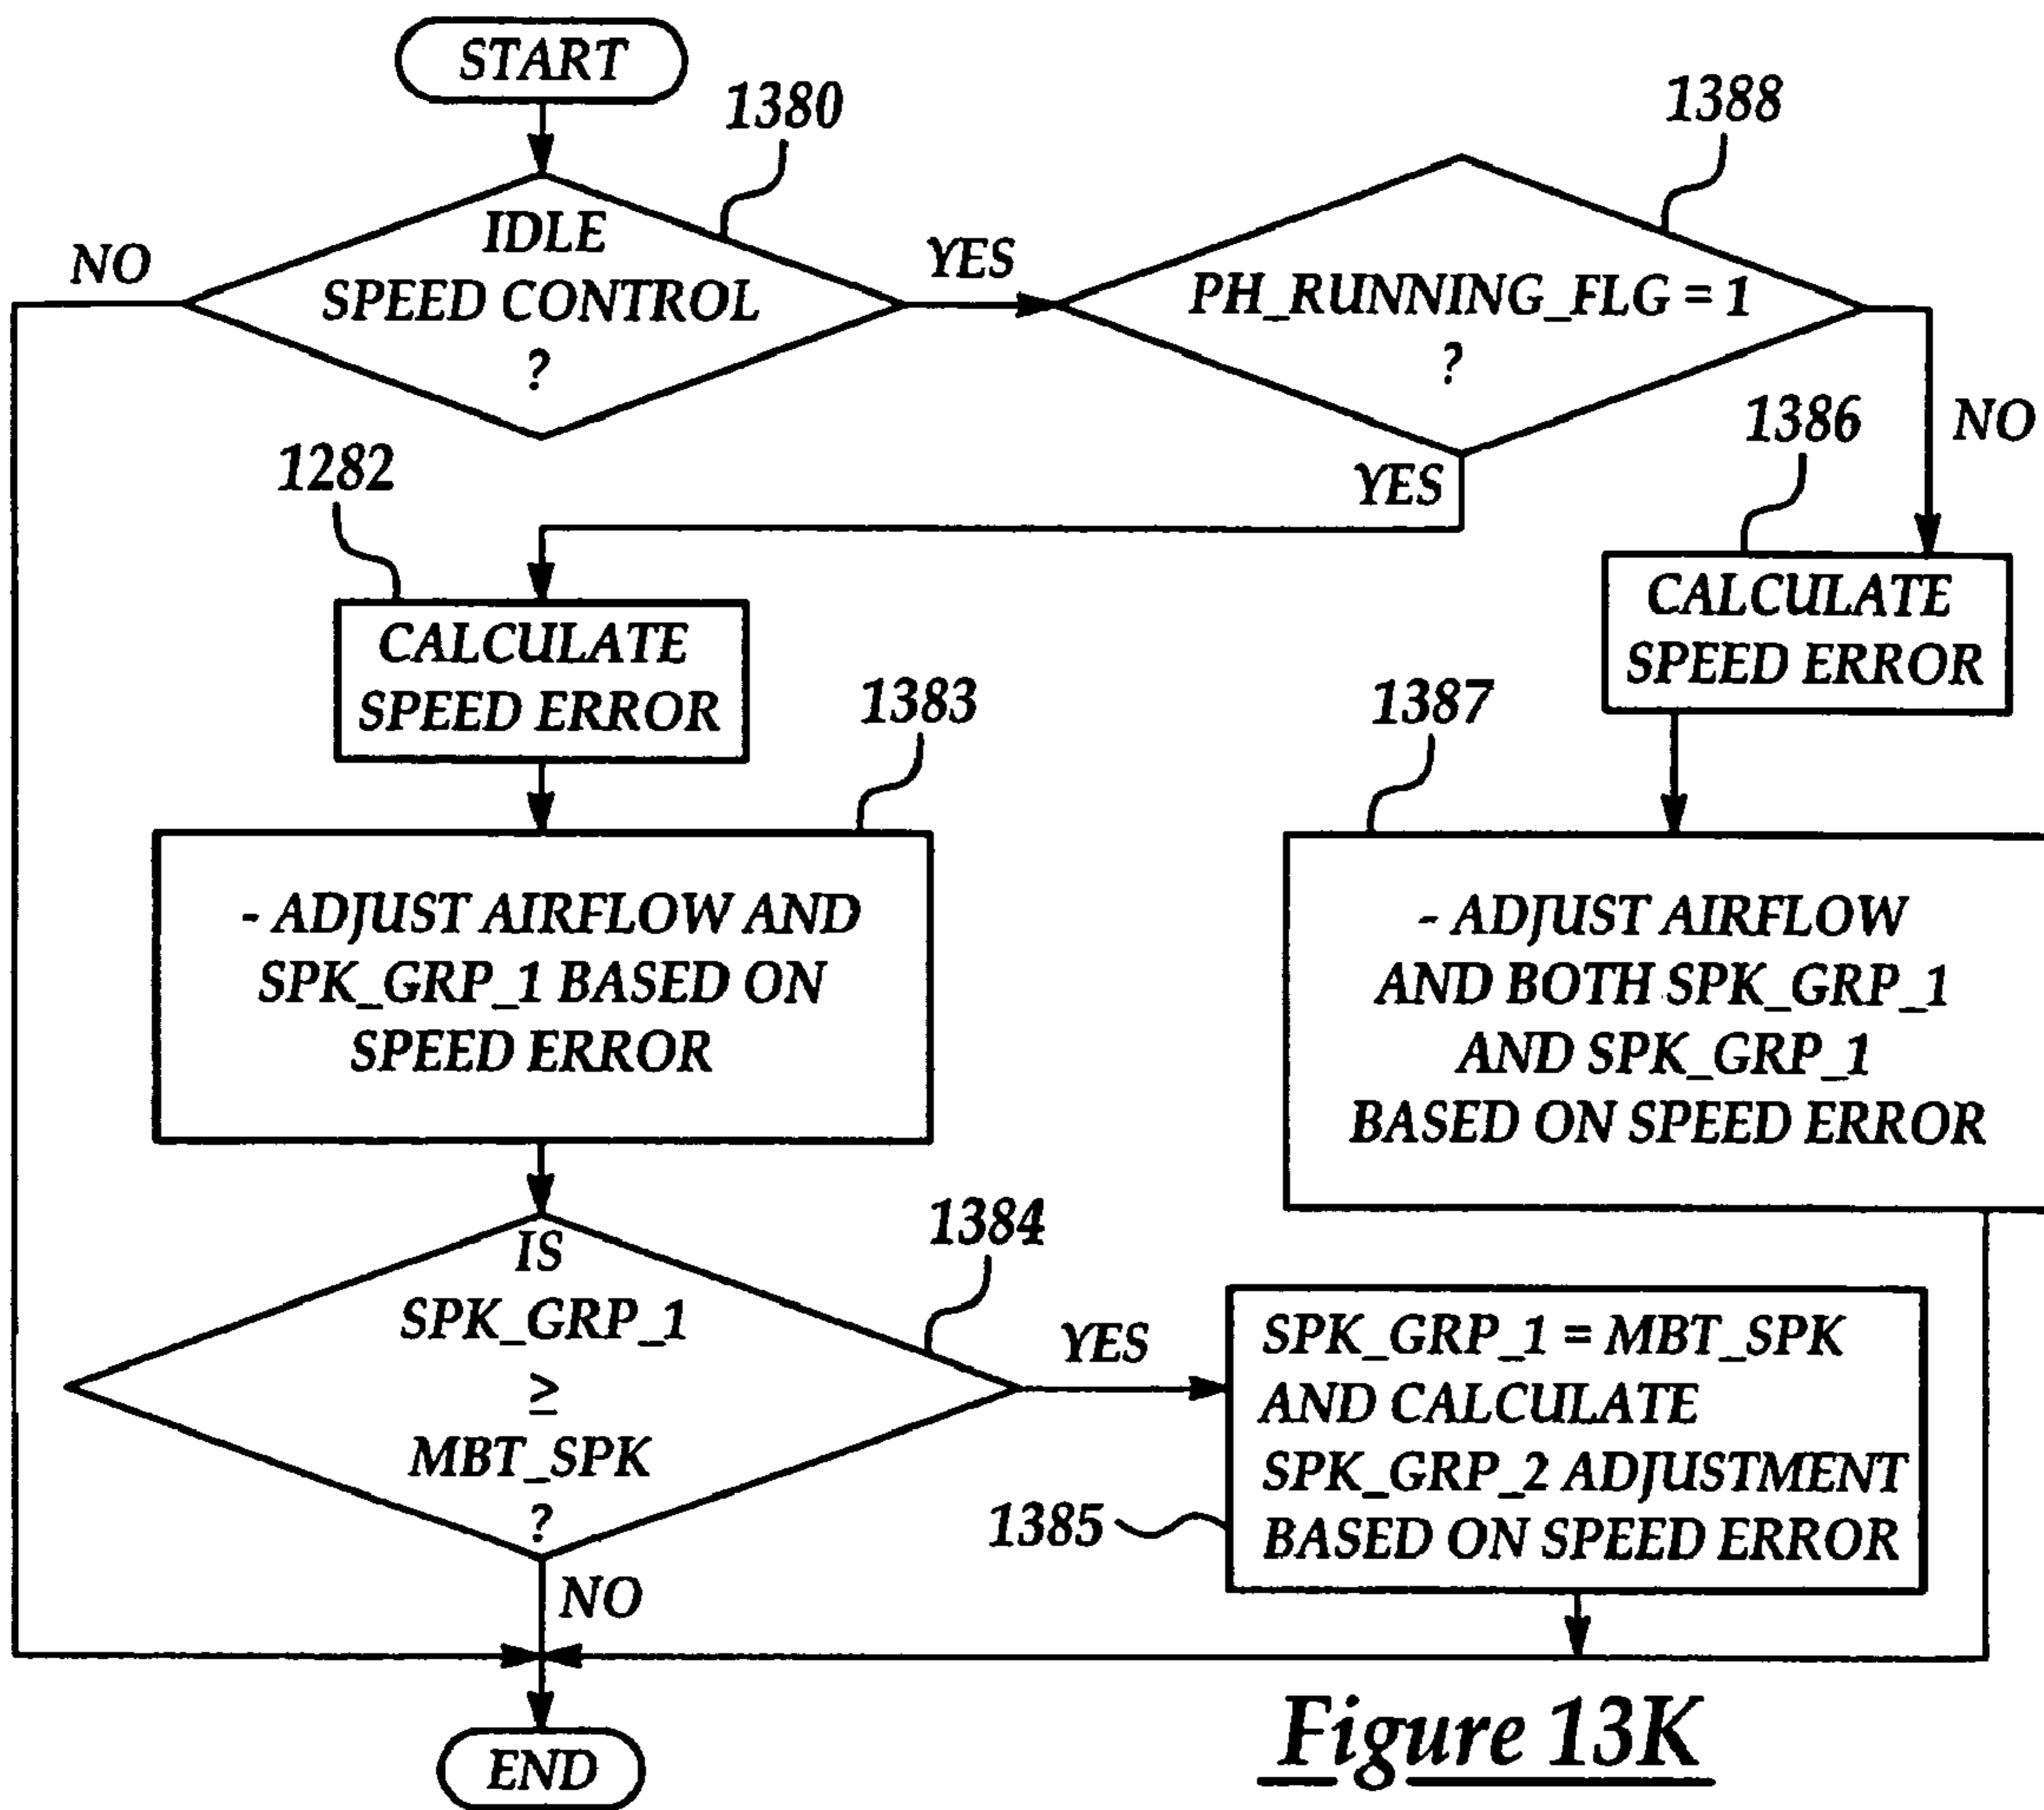 START
1380
1388
IDLE
SPEED CONTROL
?
NO
YES
PH_RUNNING_FLG = 1
?
YES
NO
1282
1386
CALCULATE
SPEED ERROR
CALCULATE
SPEED ERROR
1383
1387
- ADJUST AIRFLOW AND
SPK_GRP_1 BASED ON
SPEED ERROR
- ADJUST AIRFLOW
AND BOTH SPK_GRP_1
AND SPK_GRP_1
BASED ON SPEED ERROR
1384
IS
SPK_GRP_1
≥
MBT_SPK
?
YES
NO
SPK_GRP_1 = MBT_SPK
AND CALCULATE
SPK_GRP_2 ADJUSTMENT
BASED ON SPEED ERROR
1385
END
Figure 13K